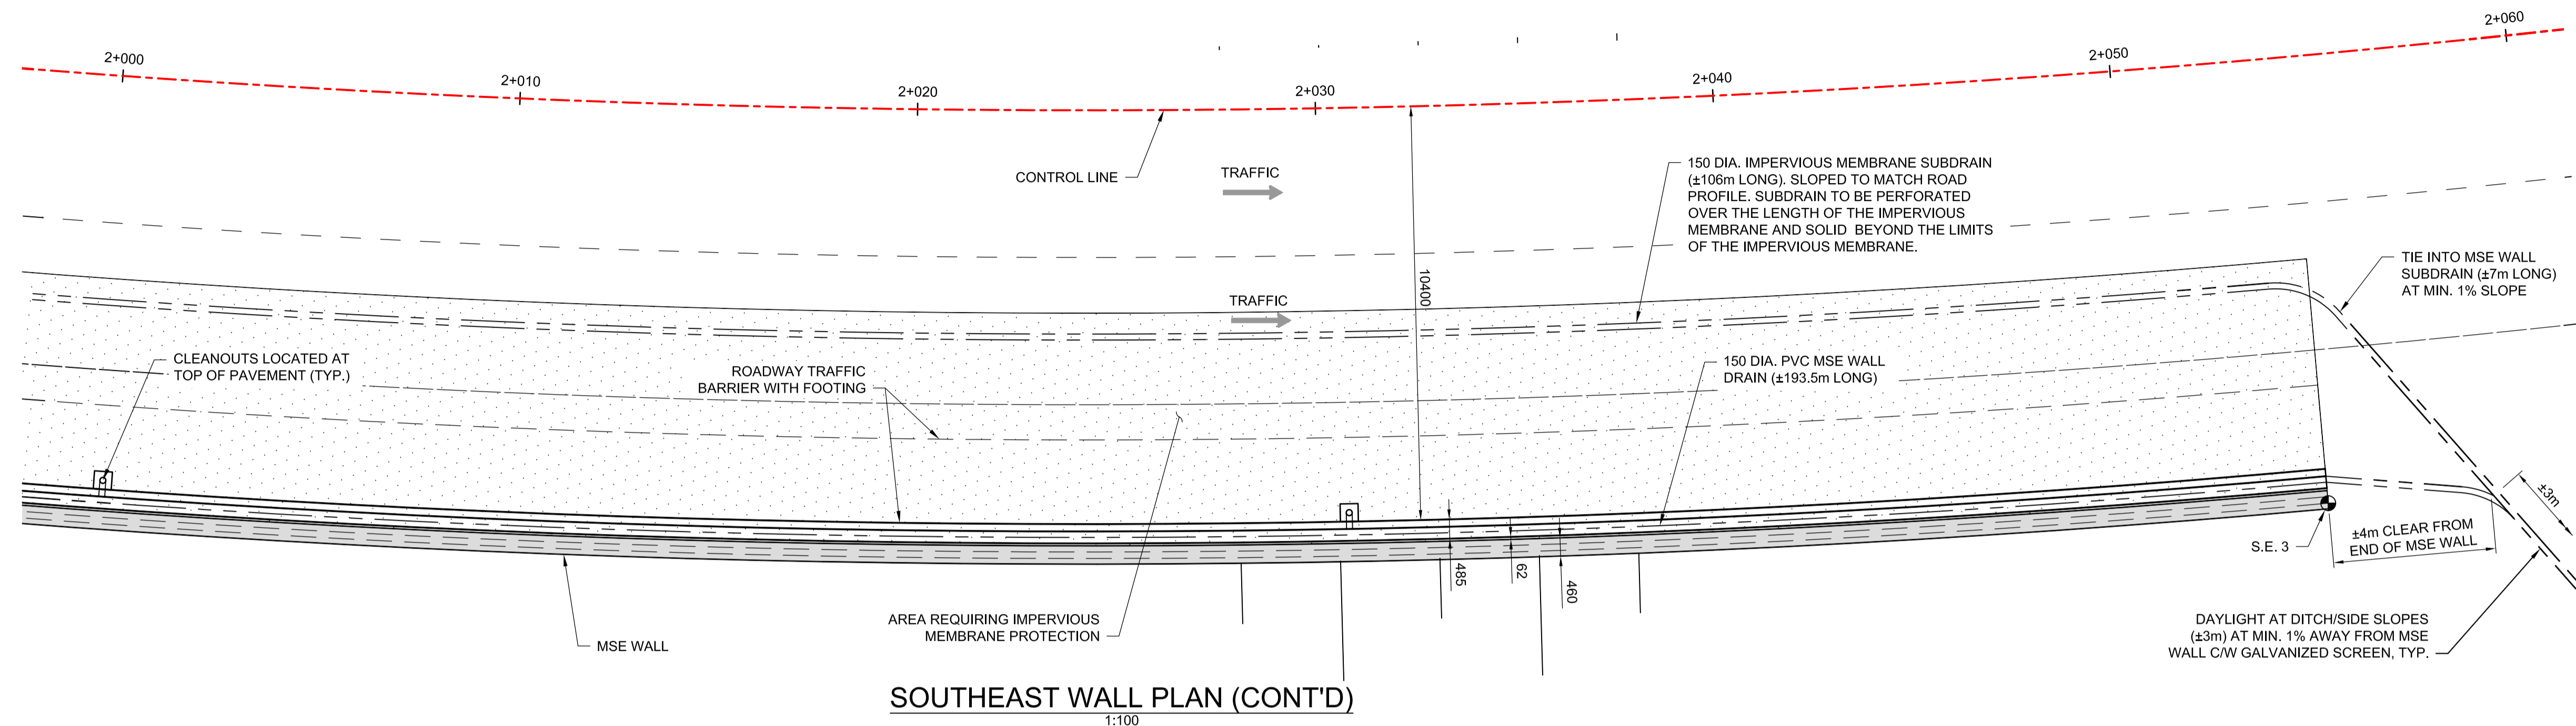 2+000
2+010
2+020
2+030
2+040
2+050
2+060
CONTROL LINE
TRAFFIC
150 DIA. IMPERVIOUS MEMBRANE SUBDRAIN
(±106m LONG). SLOPED TO MATCH ROAD
PROFILE. SUBDRAIN TO BE PERFORATED
OVER THE LENGTH OF THE IMPERVIOUS
MEMBRANE AND SOLID BEYOND THE LIMITS
OF THE IMPERVIOUS MEMBRANE.
TIE INTO MSE WALL
SUBDRAIN (±7m LONG)
AT MIN. 1% SLOPE
10400
TRAFFIC
CLEANOUTS LOCATED AT
TOP OF PAVEMENT (TYP.)
ROADWAY TRAFFIC
BARRIER WITH FOOTING
150 DIA. PVC MSE WALL
DRAIN (±193.5m LONG)
±3m
±4m CLEAR FROM
END OF MSE WALL
S.E. 3
485
62
460
AREA REQUIRING IMPERVIOUS
MEMBRANE PROTECTION
MSE WALL
DAYLIGHT AT DITCH/SIDE SLOPES
(±3m) AT MIN. 1% AWAY FROM MSE
WALL C/W GALVANIZED SCREEN, TYP.
SOUTHEAST WALL PLAN (CONT'D)
1:100